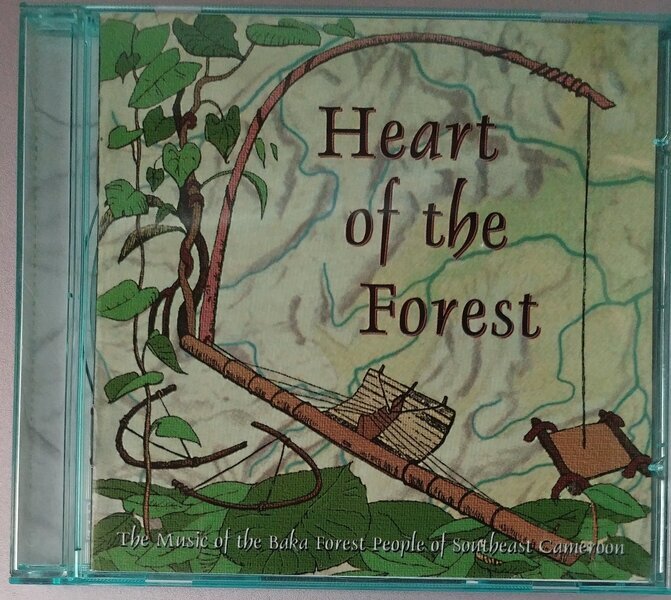 Heart
of the
Forest
The Music of the Baka Forest People of Southeast Cameroon